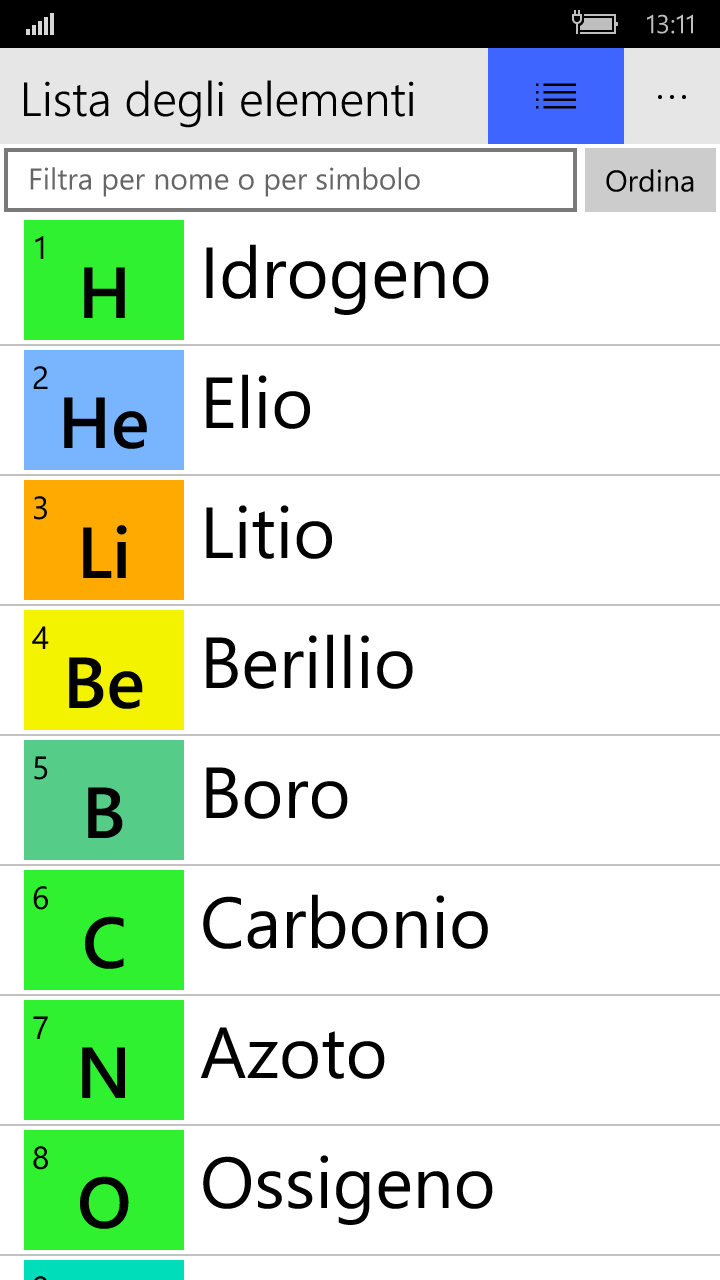 13:11
Lista degli elementi
Filtra per nome o per simbolo
Ordina
1
H
Idrogeno
2
He
Elio
3
Li
Litio
4
Be
Berillio
5
B
Boro
6
C
Carbonio
7
N
Azoto
8
O
Ossigeno